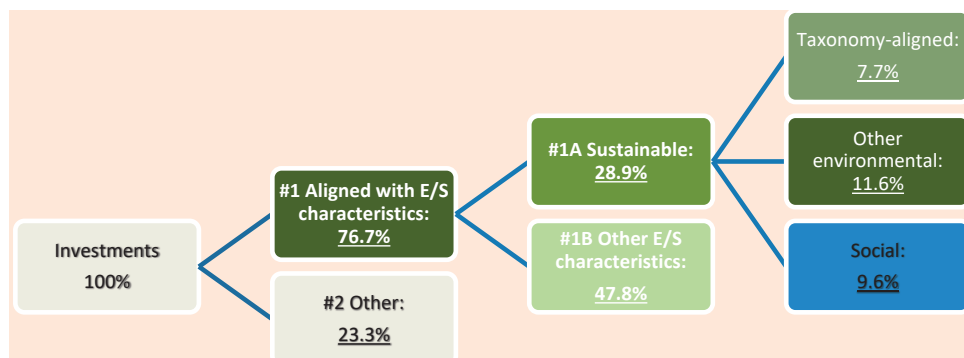 Investments
100%
#1 Aligned with E/S
characteristics:
76.7%
#2 Other:
23.3%
#1A Sustainable:
28.9%
#1B Other E/S
characteristics:
47.8%
Taxonomy-aligned:
7.7%
Other
environmental:
11.6%
Social:
9.6%